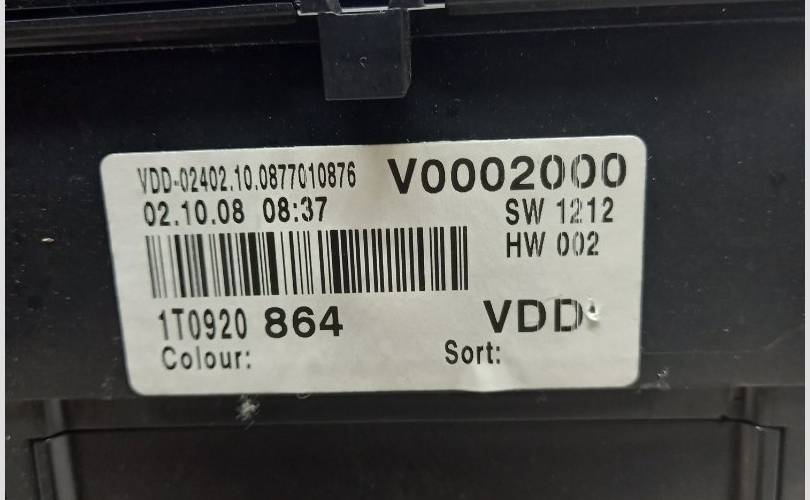 VDD-02402.10.0877010876 V0002000
02.10.08 08:37 SW 1212
HW 002
1T0920 864 VDD
Colour: Sort: